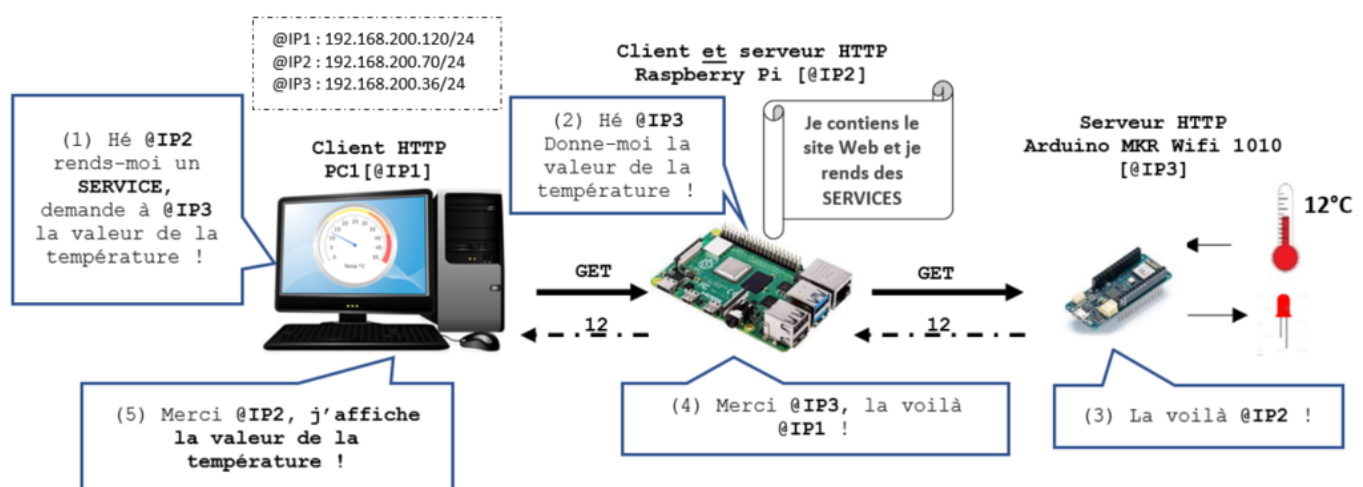 @IP1 : 192.168.200.120/24
@IP2 : 192.168.200.70/24
@IP3 : 192.168.200.36/24
Client et serveur HTTP
Raspberry Pi [@IP2]
(1) Hé @IP2
rends-moi un
SERVICE,
demande à @IP3
la valeur de la
température !
Client HTTP
PC1[@IP1]
(2) Hé @IP3
Donne-moi la
valeur de la
température !
Je contiens le
site Web et je
rends des
SERVICES
Serveur HTTP
Arduino MKR Wifi 1010
[@IP3]
12°C
Temp °C
GET
12
GET
12
(5) Merci @IP2, j'affiche
la valeur de la
température !
(4) Merci @IP3, la voilà
@IP1 !
(3) La voilà @IP2 !